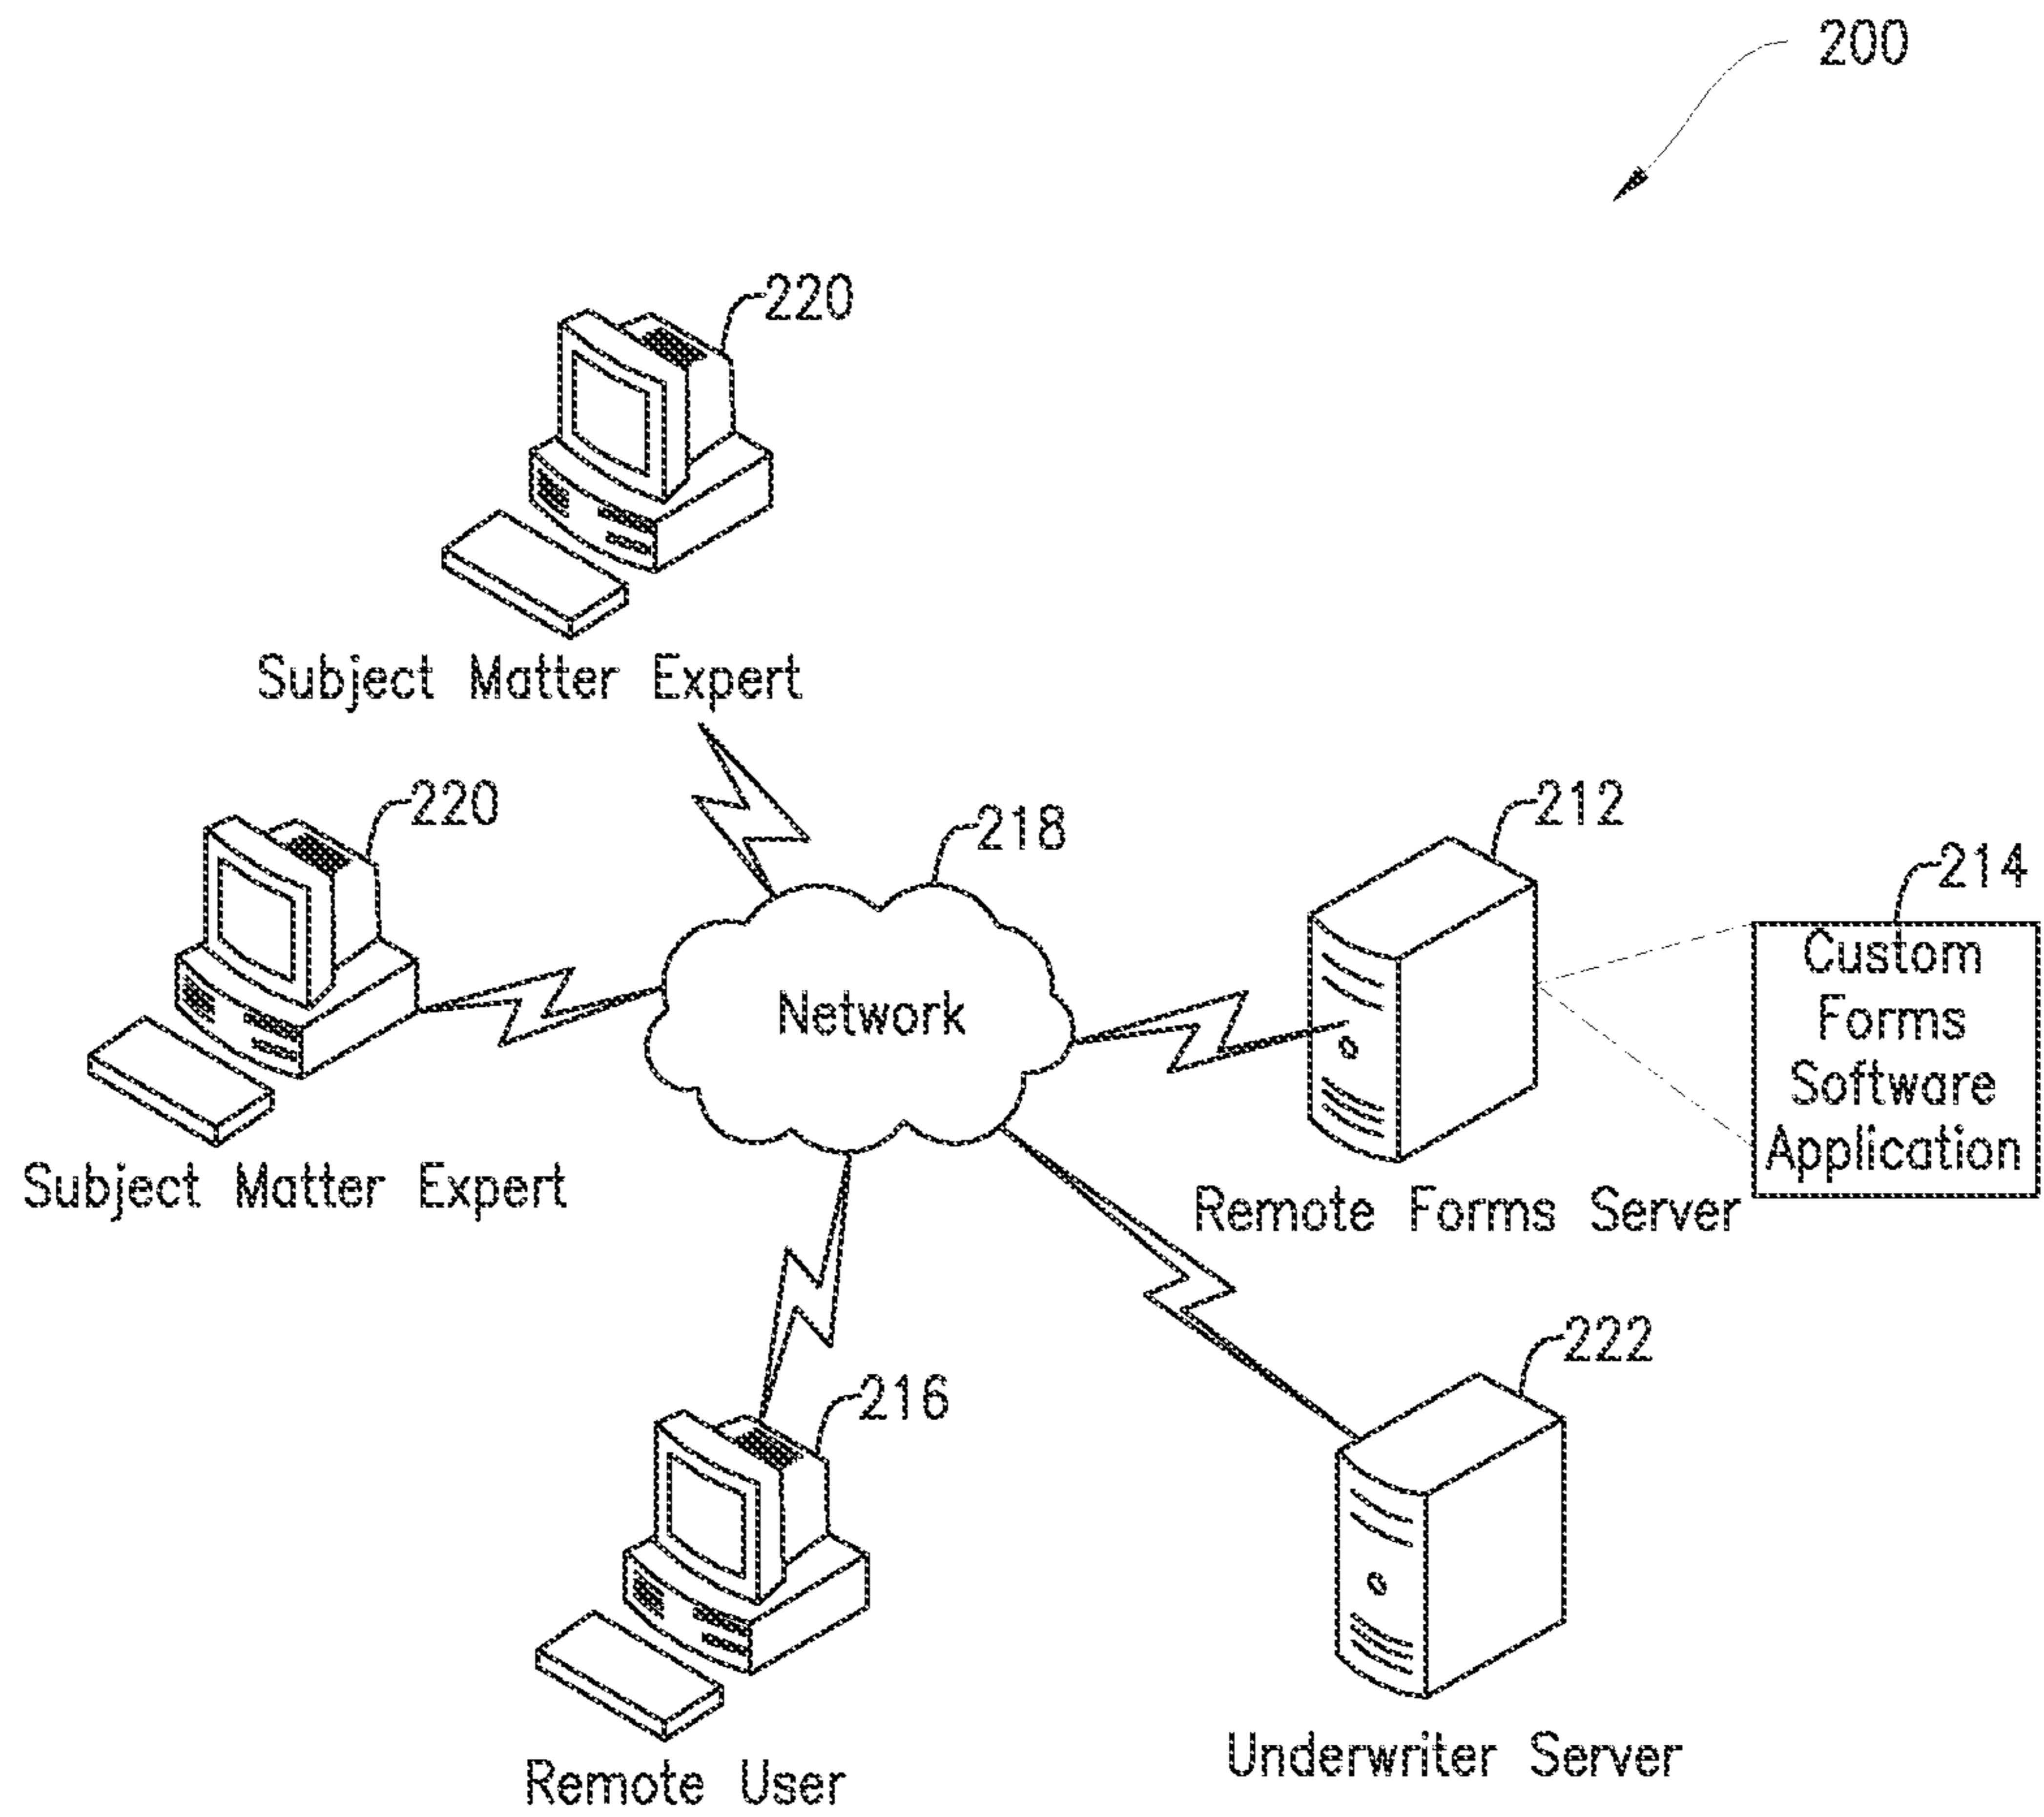 200
220
Subject Matter Expert
220
218
212
214
Custom
Forms
Software
Application
Network
Subject Matter Expert
Remote Forms Server
222
216
Underwriter Server
Remote User